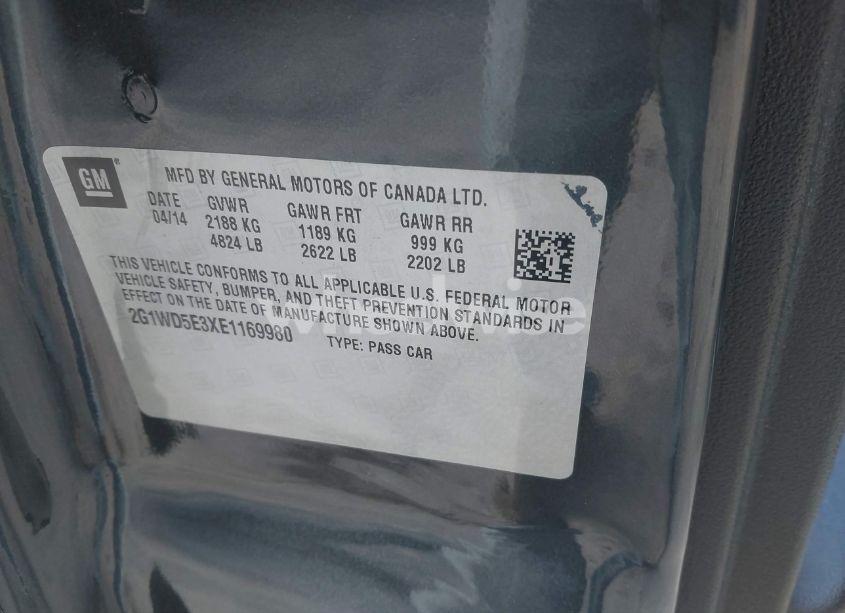 GM
MFD BY GENERAL MOTORS OF CANADA LTD.
DATE GVWR GAWR FRT GAWR RR
04/14 2188 KG 1189 KG 999 KG
4824 LB 2622 LB 2202 LB
THIS VEHICLE CONFORMS TO ALL APPLICABLE U.S. FEDERAL MOTOR
VEHICLE SAFETY, BUMPER, AND THEFT PREVENTION STANDARDS IN
EFFECT ON THE DATE OF MANUFACTURE SHOWN ABOVE.
2G1WD5E3XE1169980 TYPE: PASS CAR